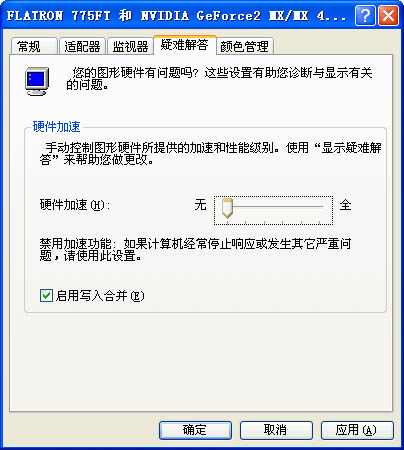 FLATRON 775FT 和 NVIDIA GeForce2 MX/MX 4...
常规 适配器 监视器 疑难解答 颜色管理
您的图形硬件有问题吗? 这些设置有助您诊断与显示有关
的问题。
硬件加速
手动控制图形硬件所提供的加速和性能级别。使用“显示疑难解
答”来帮助您做更改。
硬件加速(H): 无 全
禁用加速功能: 如果计算机经常停止响应或发生其它严重问
题,请使用此设置。
启用写入合并(E)
确定 取消 应用(A)